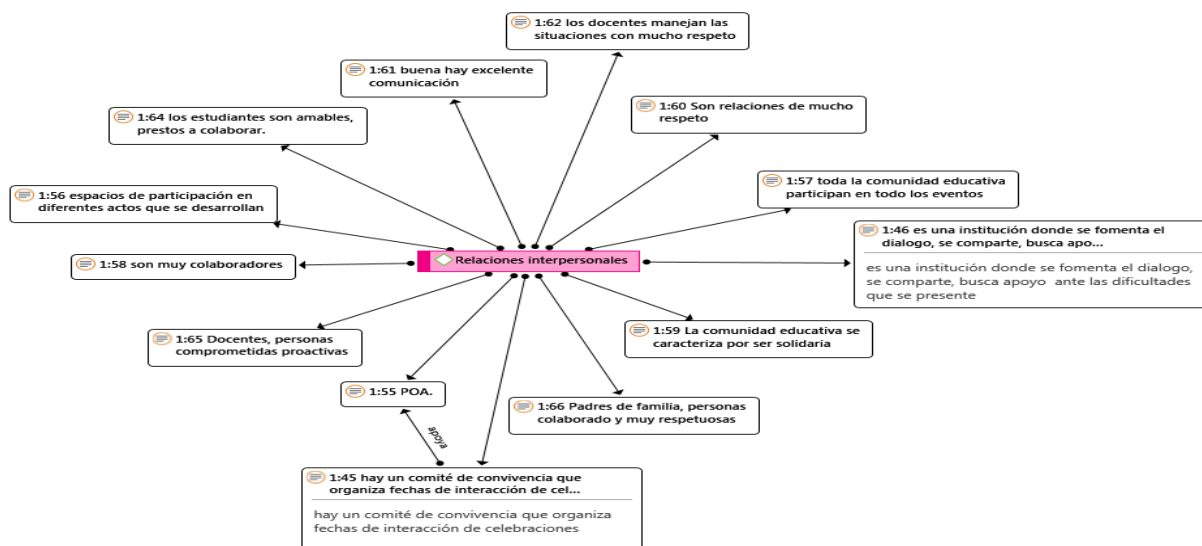 1:62 los docentes manejan las
situaciones con mucho respeto
1:61 buena hay excelente
comunicación
1:60 Son relaciones de mucho
respeto
1:64 los estudiantes son amables,
prestos a colaborar.
1:57 toda la comunidad educativa
participan en todo los eventos
1:56 espacios de participación en
diferentes actos que se desarrollan
1:46 es una institución donde se fomenta el
dialogo, se comparte, busca apo...
es una institución donde se fomenta el dialogo,
se comparte, busca apoyo ante las dificultades
que se presente
Relaciones interpersonales
1:58 son muy colaboradores
1:65 Docentes, personas
comprometidas proactivas
1:59 La comunidad educativa se
caracteriza por ser solidaria
1:55 POA.
1:66 Padres de familia, personas
colaborado y muy respetuosas
apoya
1:45 hay un comité de convivencia que
organiza fechas de interacción de cel...
hay un comité de convivencia que organiza
fechas de interacción de celebraciones